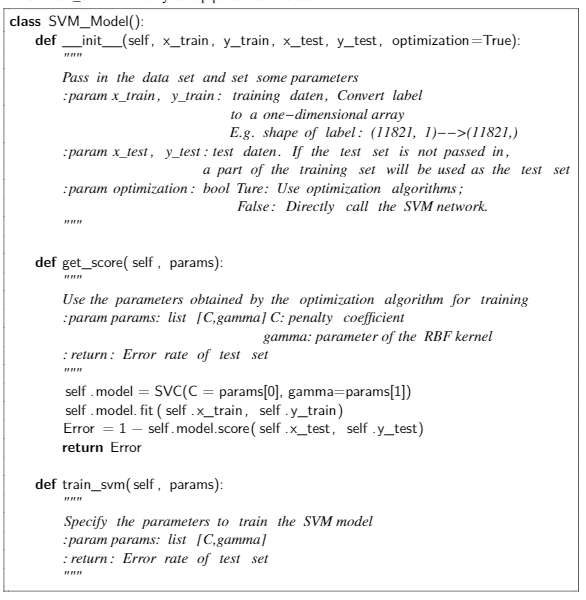 class SVM_Model():
def __init__(self, x_train, y_train, x_test, y_test, optimization=True):
"""
Pass in the data set and set some parameters
:param x_train, y_train: training daten, Convert label
to a one-dimensional array
E.g. shape of label: (11821, 1)-->(11821,)
:param x_test, y_test: test daten. If the test set is not passed in,
a part of the training set will be used as the test set
:param optimization: bool Ture: Use optimization algorithms;
False: Directly call the SVM network.
"""
def get_score(self, params):
"""
Use the parameters obtained by the optimization algorithm for training
:param params: list [C,gamma] C: penalty coefficient
gamma: parameter of the RBF kernel
:return: Error rate of test set
"""
self.model = SVC(C = params[0], gamma=params[1])
self.model.fit(self.x_train, self.y_train)
Error = 1 - self.model.score(self.x_test, self.y_test)
return Error
def train_svm(self, params):
"""
Specify the parameters to train the SVM model
:param params: list [C,gamma]
:return: Error rate of test set
"""